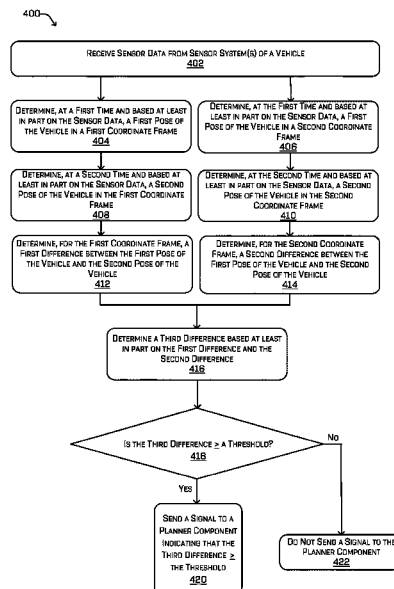 400
RECEIVE SENSOR DATA FROM SENSOR SYSTEM(S) OF A VEHICLE
402
DETERMINE, AT A FIRST TIME AND BASED AT LEAST
IN PART ON THE SENSOR DATA, A FIRST POSE OF
THE VEHICLE IN A FIRST COORDINATE FRAME
404
DETERMINE, AT THE FIRST TIME AND BASED AT LEAST
IN PART ON THE SENSOR DATA, A FIRST POSE
OF THE VEHICLE IN A SECOND COORDINATE
FRAME
406
DETERMINE, AT A SECOND TIME AND BASED AT
LEAST IN PART ON THE SENSOR DATA, A SECOND
POSE OF THE VEHICLE IN THE FIRST COORDINATE
FRAME
408
DETERMINE, AT THE SECOND TIME AND BASED AT
LEAST IN PART ON THE SENSOR DATA, A SECOND
POSE OF THE VEHICLE IN THE SECOND
COORDINATE FRAME
410
DETERMINE, FOR THE FIRST COORDINATE FRAME, A
FIRST DIFFERENCE BETWEEN THE FIRST POSE OF
THE VEHICLE AND THE SECOND POSE OF THE
VEHICLE
412
DETERMINE, FOR THE SECOND COORDINATE
FRAME, A SECOND DIFFERENCE BETWEEN THE
FIRST POSE OF THE VEHICLE AND THE SECOND
POSE OF THE VEHICLE
414
DETERMINE A THIRD DIFFERENCE BASED AT LEAST
IN PART ON THE FIRST DIFFERENCE AND THE
SECOND DIFFERENCE
416
IS THE THIRD DIFFERENCE ≥ A THRESHOLD?
418
NO
YES
SEND A SIGNAL TO A
PLANNER COMPONENT
INDICATING THAT THE
THIRD DIFFERENCE ≥
THE THRESHOLD
420
DO NOT SEND A SIGNAL TO THE
PLANNER COMPONENT
422